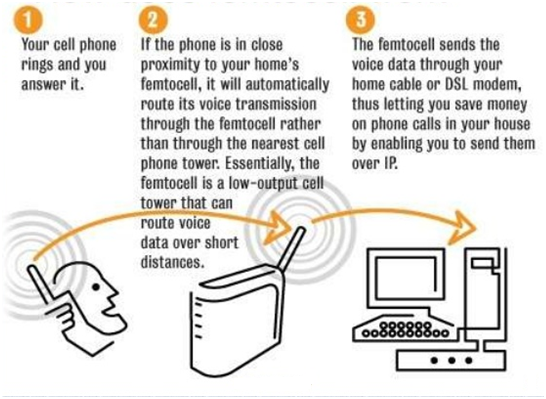 1
Your cell phone
rings and you
answer it.
2
If the phone is in close
proximity to your home's
femtocell, it will automatically
route its voice transmission
through the femtocell rather
than through the nearest cell
phone tower. Essentially, the
femtocell is a low-output cell
tower that can
route voice
data over short
distances.
3
The femtocell sends the
voice data through your
home cable or DSL modem,
thus letting you save money
on phone calls in your house
by enabling you to send them
over IP.